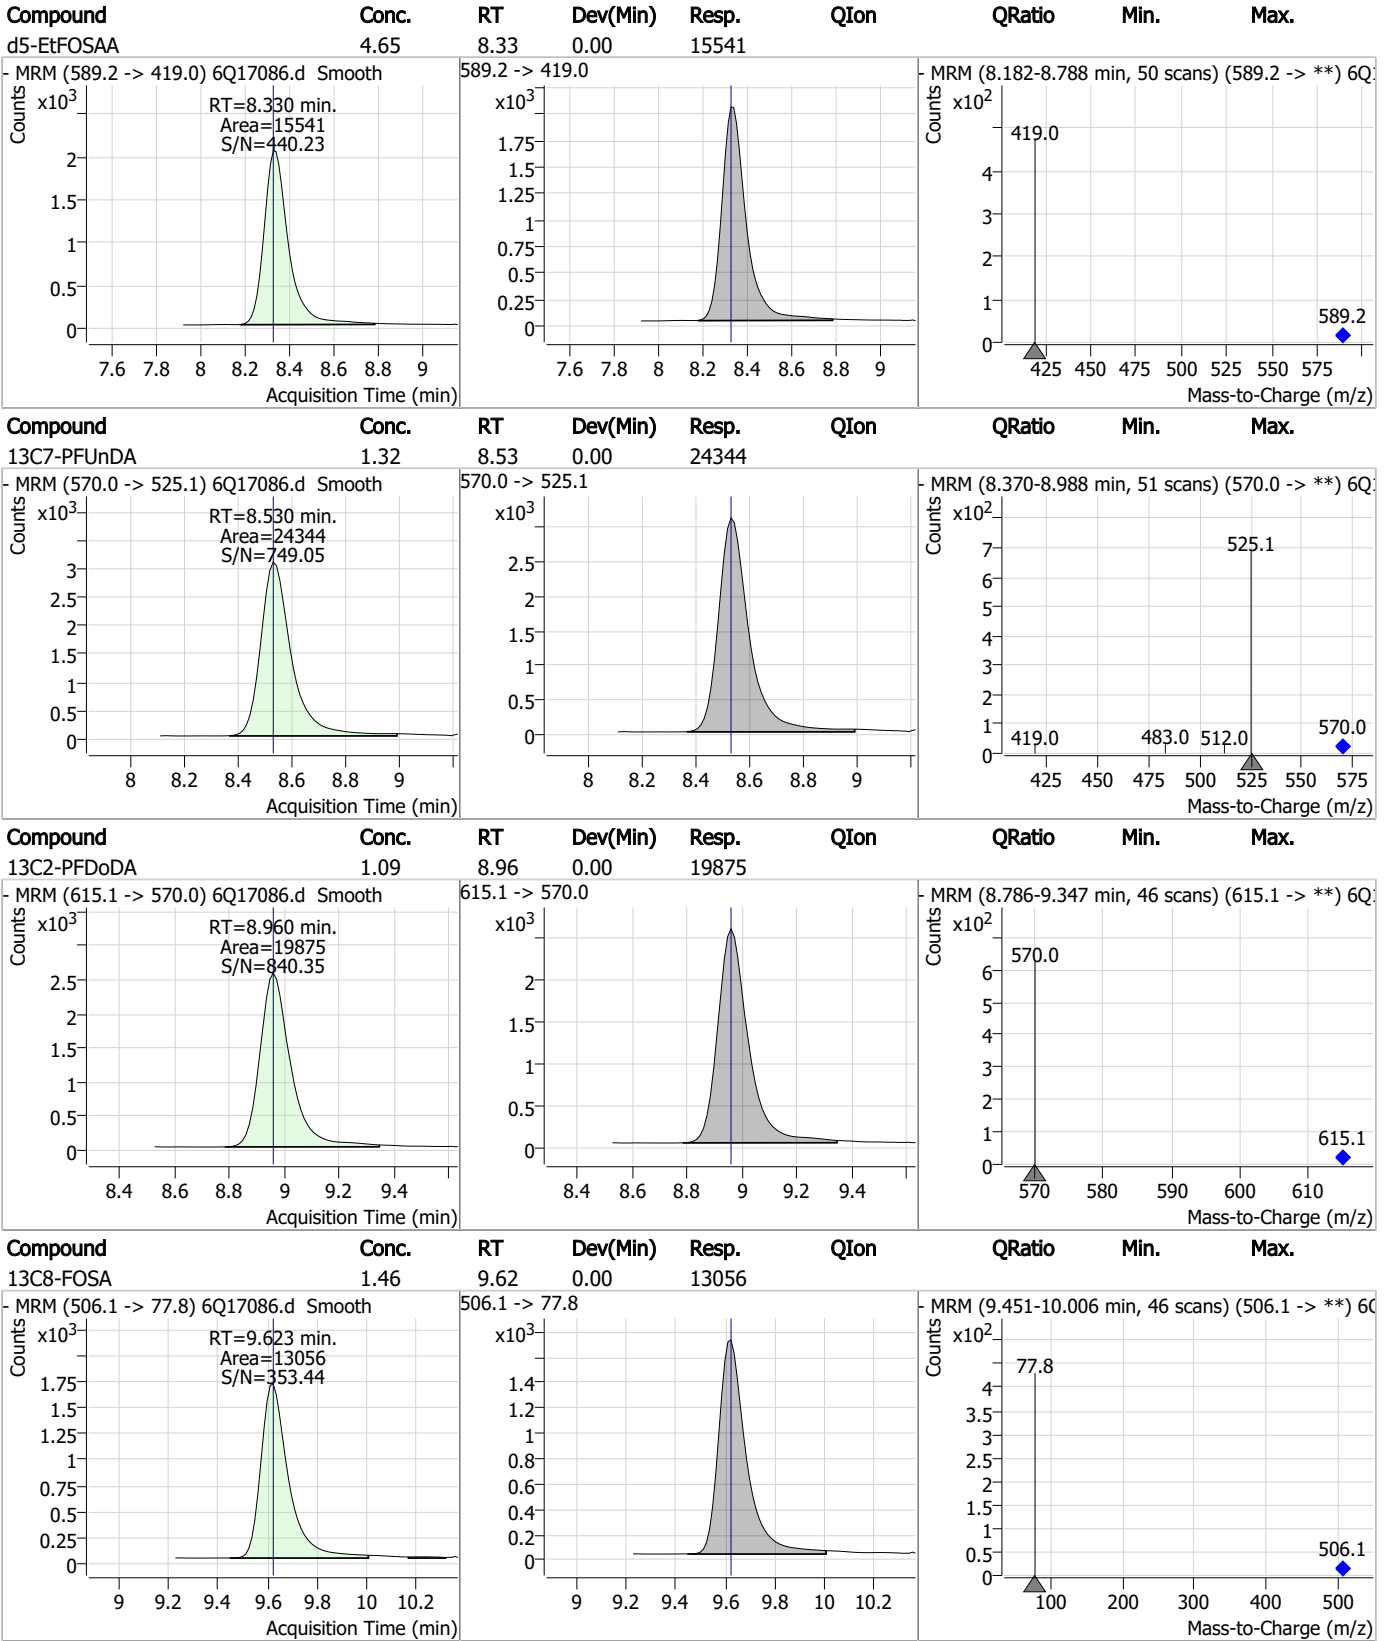 Compound Conc. RT Dev(Min) Resp. QIon QRatio Min. Max.
d5-EtFOSAA 4.65 8.33 0.00 15541
- MRM (589.2 -> 419.0) 6Q17086.d Smooth
RT=8.330 min.
Area=15541
S/N=440.23
Counts
x10³
2
1.5
1
0.5
0
7.6 7.8 8 8.2 8.4 8.6 8.8 9
Acquisition Time (min)
589.2 -> 419.0
x10³
1.75
1.5
1.25
1
0.75
0.5
0.25
0
7.6 7.8 8 8.2 8.4 8.6 8.8 9
- MRM (8.182-8.788 min, 50 scans) (589.2 -> **) 6Q
Counts
x10²
419.0
4
3
2
1
0
589.2
425 450 475 500 525 550 575
Mass-to-Charge (m/z)
Compound Conc. RT Dev(Min) Resp. QIon QRatio Min. Max.
13C7-PFUnDA 1.32 8.53 0.00 24344
- MRM (570.0 -> 525.1) 6Q17086.d Smooth
RT=8.530 min.
Area=24344
S/N=749.05
Counts
x10³
3
2.5
2
1.5
1
0.5
0
8 8.2 8.4 8.6 8.8 9
Acquisition Time (min)
570.0 -> 525.1
x10³
2.5
2
1.5
1
0.5
0
8 8.2 8.4 8.6 8.8 9
- MRM (8.370-8.988 min, 51 scans) (570.0 -> **) 6Q
Counts
x10²
525.1
7
6
5
4
3
2
1
0
419.0 483.0 512.0 570.0
425 450 475 500 525 550 575
Mass-to-Charge (m/z)
Compound Conc. RT Dev(Min) Resp. QIon QRatio Min. Max.
13C2-PFDoDA 1.09 8.96 0.00 19875
- MRM (615.1 -> 570.0) 6Q17086.d Smooth
RT=8.960 min.
Area=19875
S/N=840.35
Counts
x10³
2.5
2
1.5
1
0.5
0
8.4 8.6 8.8 9 9.2 9.4
Acquisition Time (min)
615.1 -> 570.0
x10³
2
1.5
1
0.5
0
8.4 8.6 8.8 9 9.2 9.4
- MRM (8.786-9.347 min, 46 scans) (615.1 -> **) 6Q
Counts
x10²
570.0
6
5
4
3
2
1
0
615.1
570 580 590 600 610
Mass-to-Charge (m/z)
Compound Conc. RT Dev(Min) Resp. QIon QRatio Min. Max.
13C8-FOSA 1.46 9.62 0.00 13056
- MRM (506.1 -> 77.8) 6Q17086.d Smooth
RT=9.623 min.
Area=13056
S/N=353.44
Counts
x10³
1.75
1.5
1.25
1
0.75
0.5
0.25
0
9 9.2 9.4 9.6 9.8 10 10.2
Acquisition Time (min)
506.1 -> 77.8
x10³
1.4
1.2
1
0.8
0.6
0.4
0.2
0
9 9.2 9.4 9.6 9.8 10 10.2
- MRM (9.451-10.006 min, 46 scans) (506.1 -> **)
Counts
x10²
77.8
4
3.5
3
2.5
2
1.5
1
0.5
0
506.1
100 200 300 400 500
Mass-to-Charge (m/z)